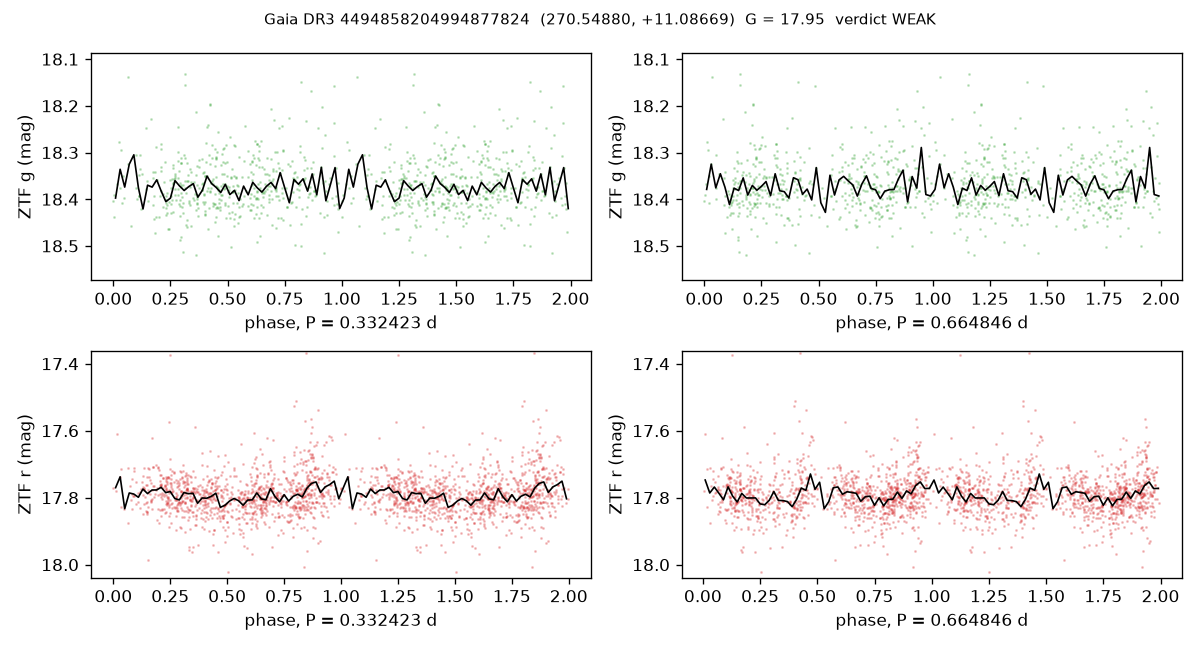 Gaia DR3 4494858204994877824 (270.54880, +11.08669) G = 17.95 verdict WEAK
ZTF g (mag)
18.1
18.2
18.3
18.4
18.5
0.00 0.25 0.50 0.75 1.00 1.25 1.50 1.75 2.00
phase, P = 0.332423 d
ZTF g (mag)
18.1
18.2
18.3
18.4
18.5
0.00 0.25 0.50 0.75 1.00 1.25 1.50 1.75 2.00
phase, P = 0.664846 d
ZTF r (mag)
17.4
17.6
17.8
18.0
0.00 0.25 0.50 0.75 1.00 1.25 1.50 1.75 2.00
phase, P = 0.332423 d
ZTF r (mag)
17.4
17.6
17.8
18.0
0.00 0.25 0.50 0.75 1.00 1.25 1.50 1.75 2.00
phase, P = 0.664846 d